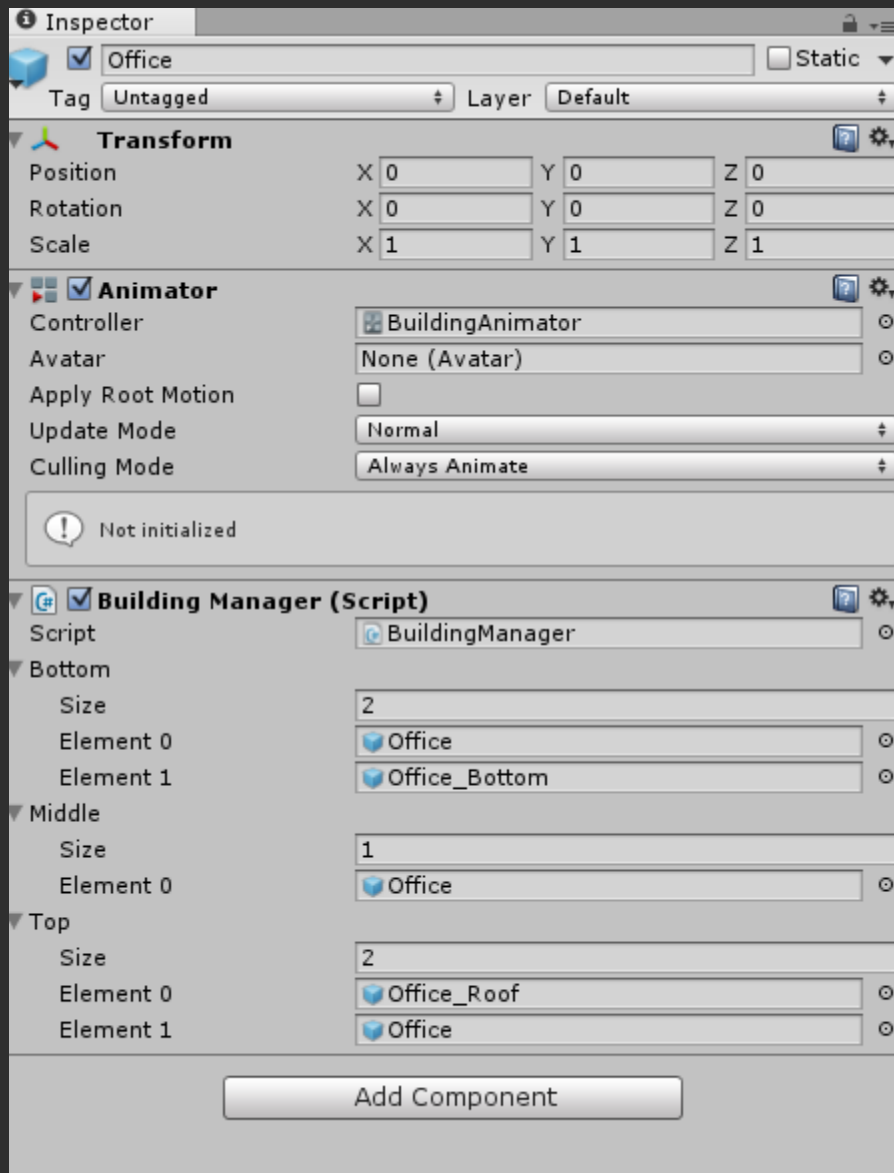 Inspector
Office Static
Tag Untagged Layer Default
Transform
Position X 0 Y 0 Z 0
Rotation X 0 Y 0 Z 0
Scale X 1 Y 1 Z 1
Animator
Controller BuildingAnimator
Avatar None (Avatar)
Apply Root Motion
Update Mode Normal
Culling Mode Always Animate
! Not initialized
C# Building Manager (Script)
Script BuildingManager
Bottom
Size 2
Element 0 Office
Element 1 Office_Bottom
Middle
Size 1
Element 0 Office
Top
Size 2
Element 0 Office_Roof
Element 1 Office
Add Component